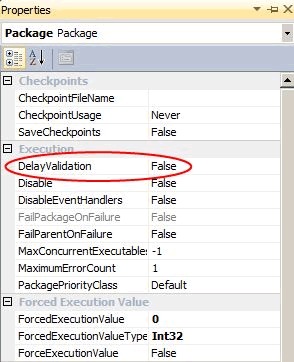 Properties
Package Package
Checkpoints
CheckpointFileName
CheckpointUsage Never
SaveCheckpoints False
Execution
DelayValidation False
Disable False
DisableEventHandlers False
FailPackageOnFailure False
FailParentOnFailure False
MaxConcurrentExecutables -1
MaximumErrorCount 1
PackagePriorityClass Default
Forced Execution Value
ForcedExecutionValue 0
ForcedExecutionValueType Int32
ForceExecutionValue False